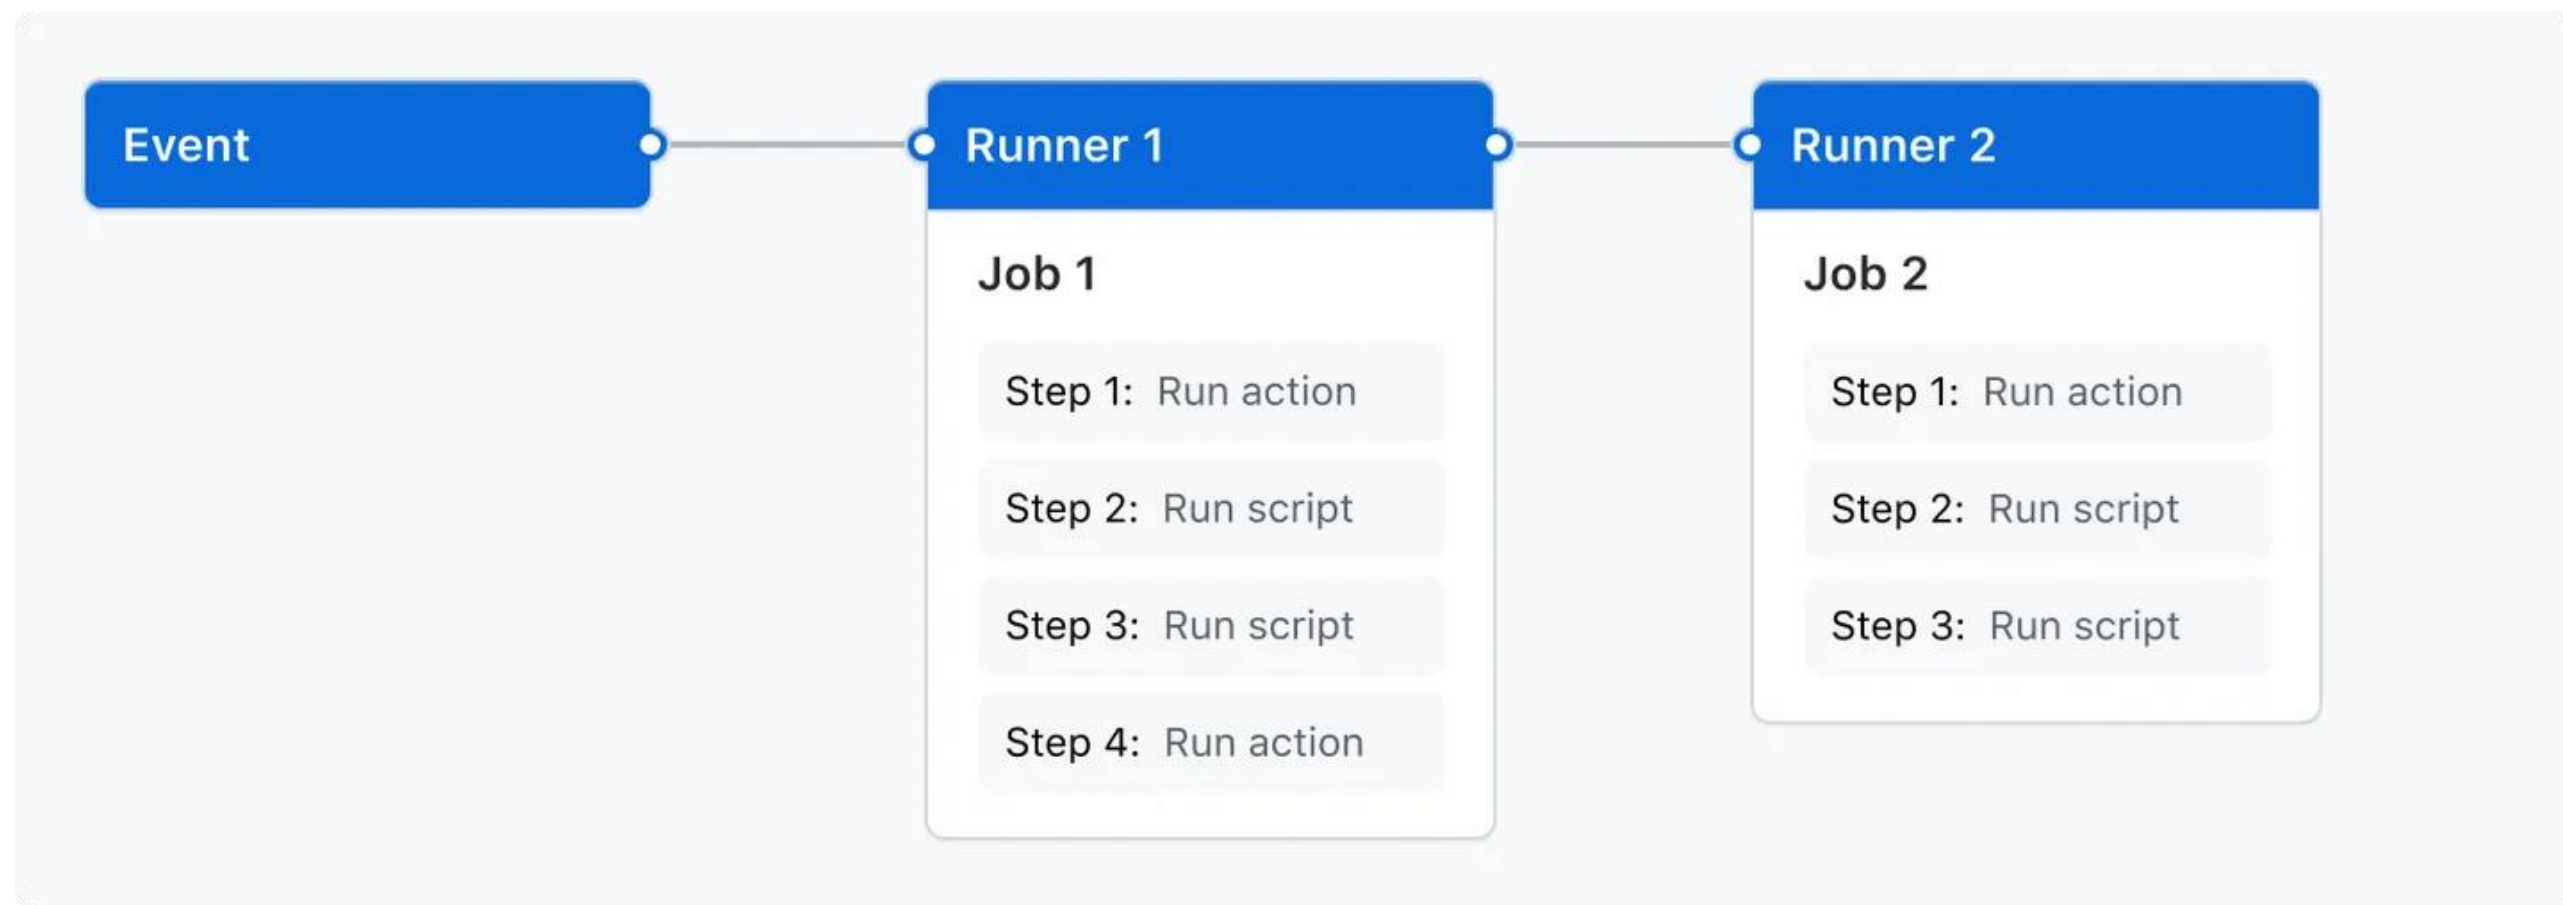 Event
Runner 1
Job 1
Step 1: Run action
Step 2: Run script
Step 3: Run script
Step 4: Run action
Runner 2
Job 2
Step 1: Run action
Step 2: Run script
Step 3: Run script